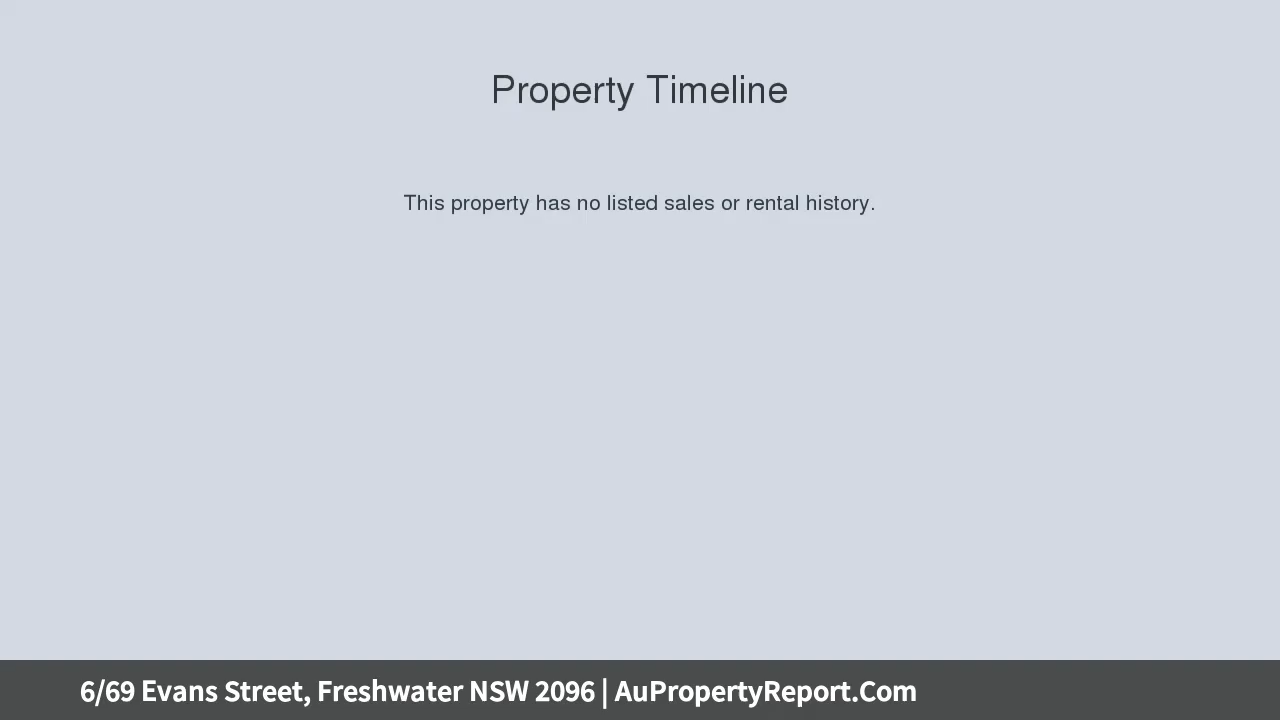 Property Timeline
This property has no listed sales or rental history.
6/69 Evans Street, Freshwater NSW 2096 | AuPropertyReport.Com